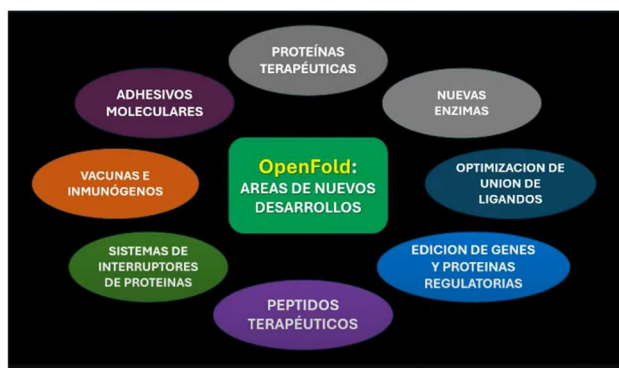 PROTEÍNAS
TERAPÉUTICAS
ADHESIVOS
MOLECULARES
NUEVAS
ENZIMAS
OpenFold:
AREAS DE NUEVOS
DESARROLLOS
VACUNAS E
INMUNÓGENOS
OPTIMIZACION DE
UNION DE
LIGANDOS
SISTEMAS DE
INTERRUPTORES
DE PROTEINAS
EDICION DE GENES
Y PROTEINAS
REGULATORIAS
PEPTIDOS
TERAPÉUTICOS